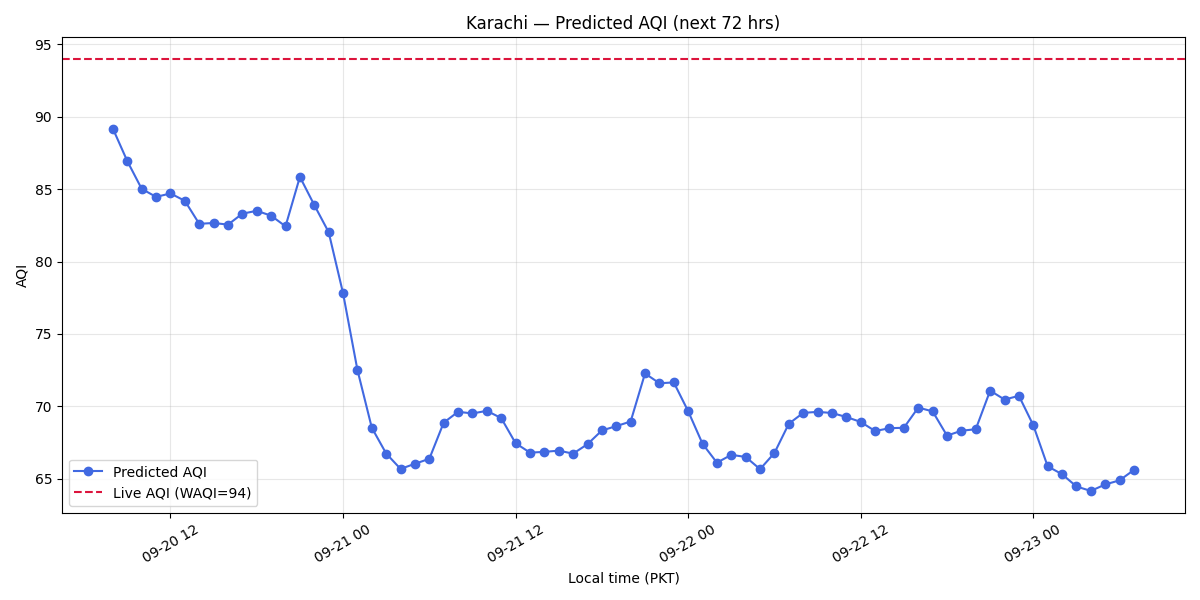 Karachi — Predicted AQI (next 72 hrs)
AQI
95
90
85
80
75
70
65
Predicted AQI
Live AQI (WAQI=94)
09-20 12
09-21 00
09-21 12
09-22 00
09-22 12
09-23 00
Local time (PKT)